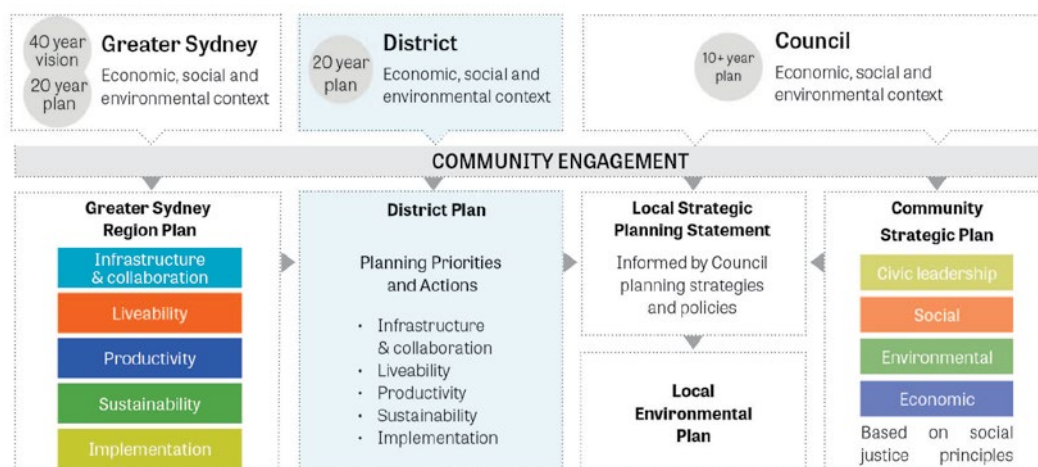 40 year
vision
20 year
plan
Greater Sydney
Economic, social and
environmental context
20 year
plan
District
Economic, social and
environmental context
10+ year
plan
Council
Economic, social and
environmental context
COMMUNITY ENGAGEMENT
Greater Sydney
Region Plan
Infrastructure
& collaboration
Liveability
Productivity
Sustainability
Implementation
District Plan
Planning Priorities
and Actions
• Infrastructure
& collaboration
• Liveability
• Productivity
• Sustainability
• Implementation
Local Strategic
Planning Statement
Informed by Council
planning strategies
and policies
Local
Environmental
Plan
Community
Strategic Plan
Civic leadership
Social
Environmental
Economic
Based on social
justice principles